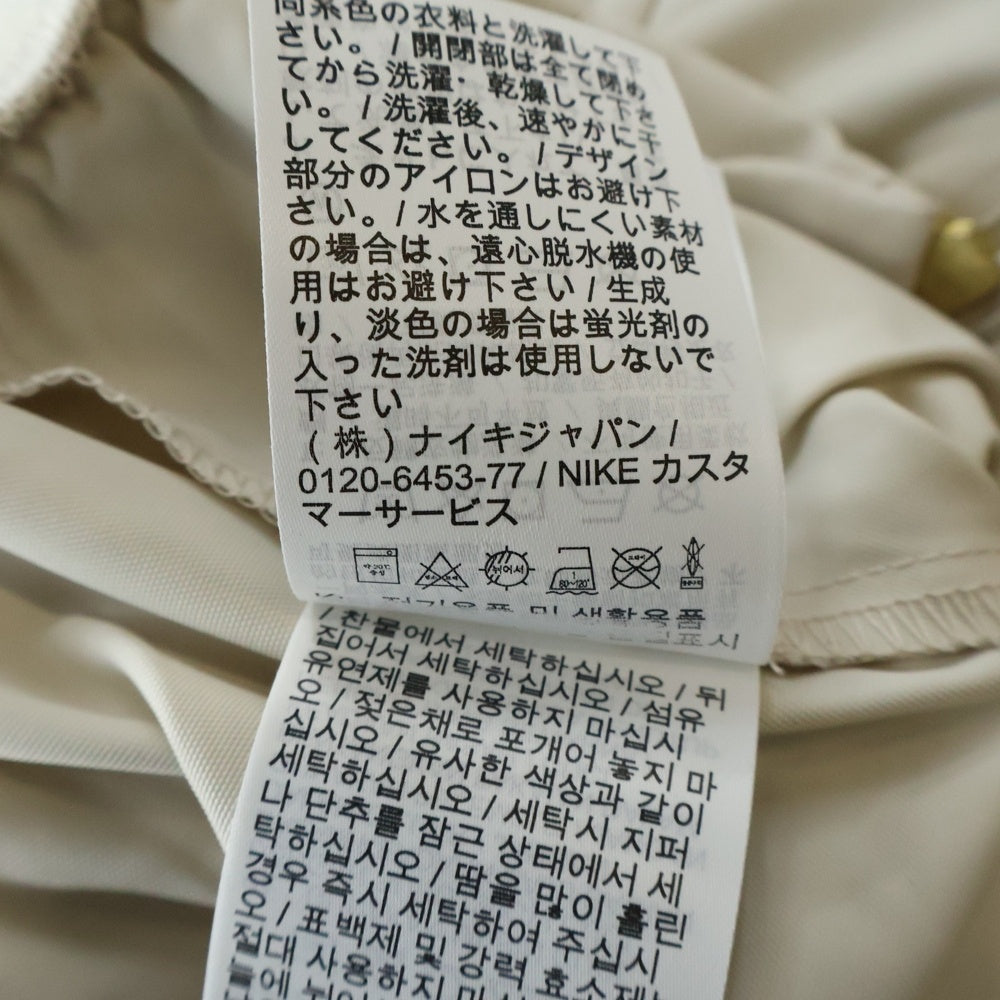 同系色の衣料と洗濯して下
さい。/ 開閉部は全て閉め
てから洗濯・乾燥して下さ
い。/ 洗濯後、速やかに干
してください。/ デザイン
部分のアイロンはお避け下
さい。/ 水を通しにくい素材
の場合は、遠心脱水機の使
用はお避け下さい / 生成
り、淡色の場合は蛍光剤の
入った洗剤は使用しないで
下さい
( 株 ) ナイキジャパン /
0120-6453-77 / NIKE カスタ
マーサービス
뉘어서
80~120°
및 생활용품
표시
/ 찬물에서 세탁하십시오 / 뒤
집어서 세탁하십시오 / 섬유
유연제를 사용하지 마십시
오 / 젖은채로 포개어 놓지 마
십시오 / 유사한 색상과 같이
세탁하십시오 / 세탁시 지퍼
나 단추를 잠근 상태에서 세
탁하십시오 / 땀을 많이 흘린
경우 즉시 세탁하여 주십시
오 / 표백제 및 강력 효소제
절대 사용하지